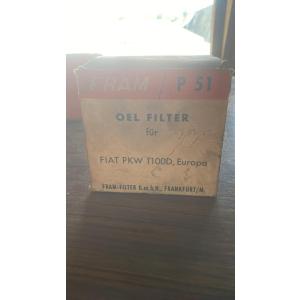 FRAM P 51
OEL FILTER
für
FIAT PKW 1100D, Europa
FRAM-FILTER G.m.b.H., FRANKFURT/M.